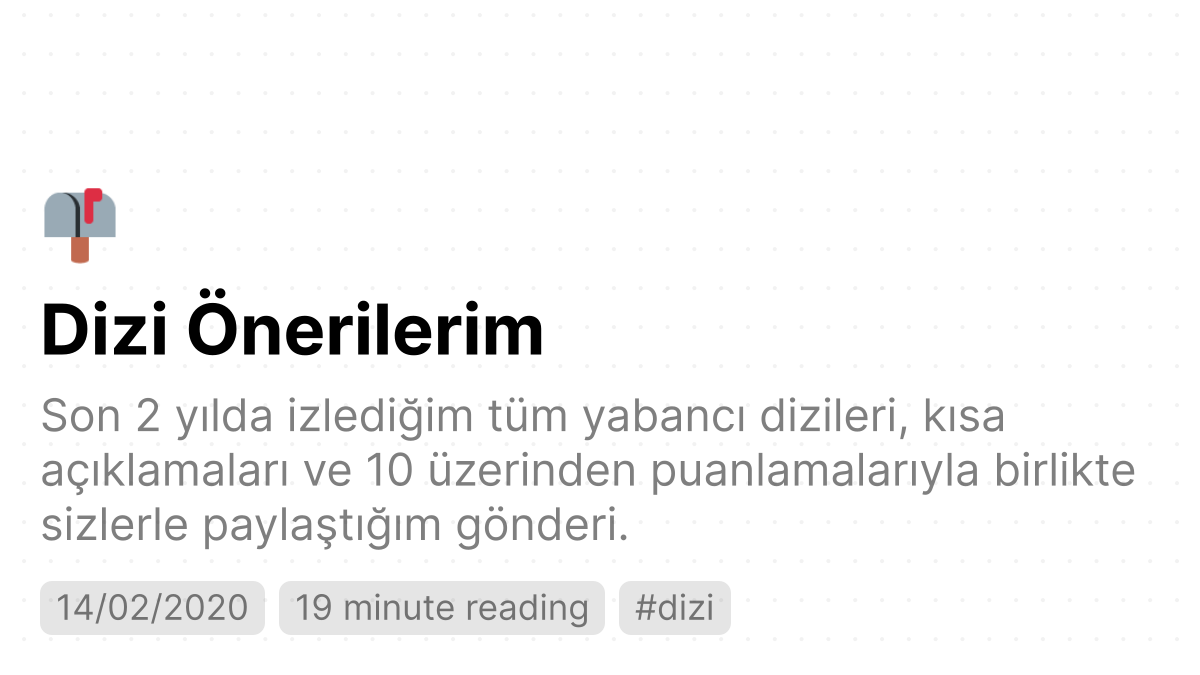 Dizi Önerilerim
Son 2 yılda izlediğim tüm yabancı dizileri, kısa
açıklamaları ve 10 üzerinden puanlamalarıyla birlikte
sizlerle paylaştığım gönderi.
14/02/2020 19 minute reading #dizi